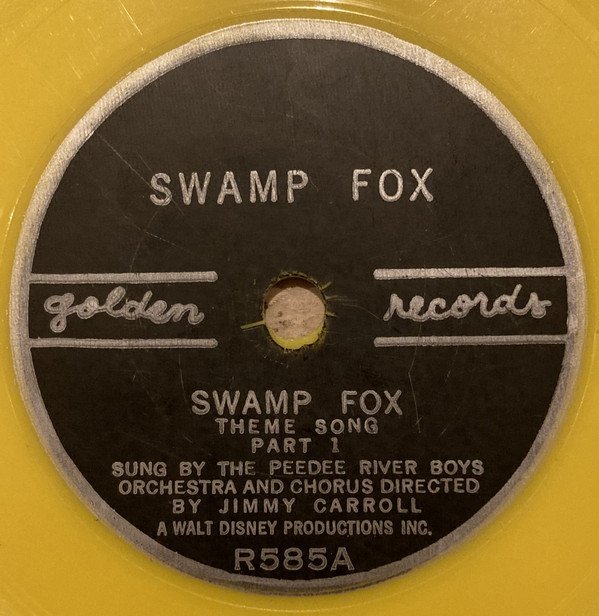 SWAMP FOX
golden records
SWAMP FOX
THEME SONG
PART 1
SUNG BY THE PEEDEE RIVER BOYS
ORCHESTRA AND CHORUS DIRECTED
BY JIMMY CARROLL
A WALT DISNEY PRODUCTIONS INC.
R585A